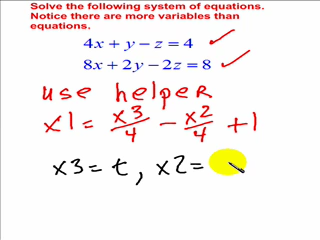 Solve the following system of equations.
Notice there are more variables than
equations.
4x + y − z = 4
8x + 2y − 2z = 8
use helper
x1 = x3/4 − x2/4 + 1
x3 = t, x2 =